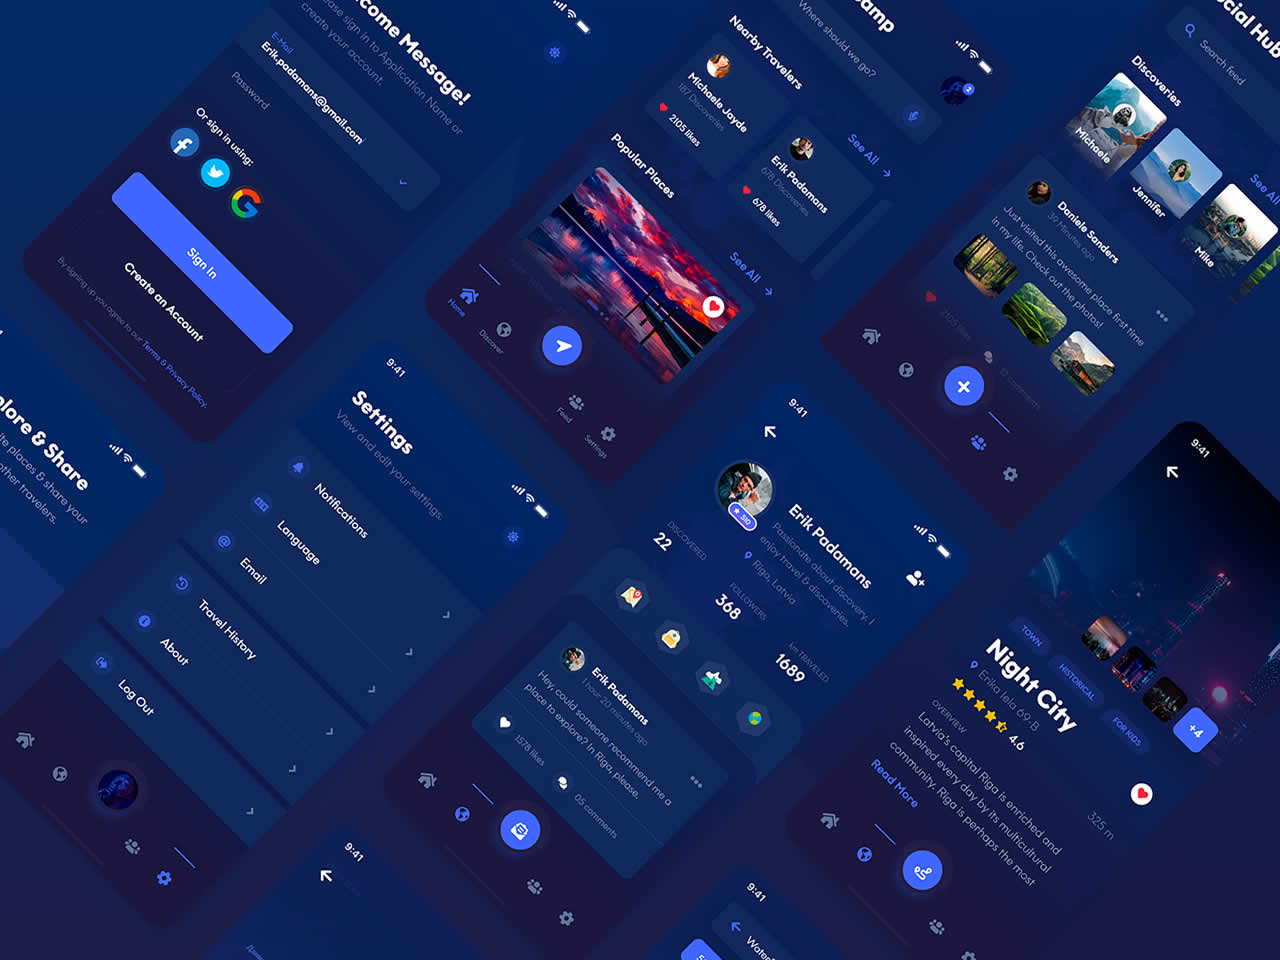 come Message!
ase sign in to Application Name or
create your account.
E-Mail
Erik.padamans@gmail.com
Password
Or sign in using:
Sign In
Create an Account
By signing up you agree to our Terms & Privacy Policy.
amp
Where should we go?
2
Nearby Travelers
Michaele Jayde
187 Discoveries
2105 likes
Erik Padamans
678 Discoveries
678 likes
See All
Popular Places
See All
Home
Discover
Feed
Settings
cial Hub
Search feed
Discoveries
Michaele
Jennifer
Mike
See All
Daniele Sanders
39 Minutes ago
Just visited this awesome place first time
in my life. Check out the photos!
2105 likes
12 comments
lore & Share
ite places & share your
other travelers.
9:41
Settings
View and edit your settings.
Notifications
Language
Email
Travel History
About
Log Out
9:41
Erik Padamans
Passionate about discovery. I
enjoy travel & discoveries.
Riga, Latvia
510
DISCOVERED
22
FOLLOWERS
368
km TRAVELED
1689
Erik Padamans
1 hour 20 minutes ago
Hey, could someone recommend me a
place to explore? In Riga, please.
1578 likes
05 comments
9:41
TOWN
HISTORICAL
FOR KIDS
+4
Night City
Erika Iela 69.28
4.6
OVERVIEW
Latvia's capital Riga is enriched and
inspired every day by its multicultural
community. Riga is perhaps the most
Read More
325 m
9:41
9:41
Water